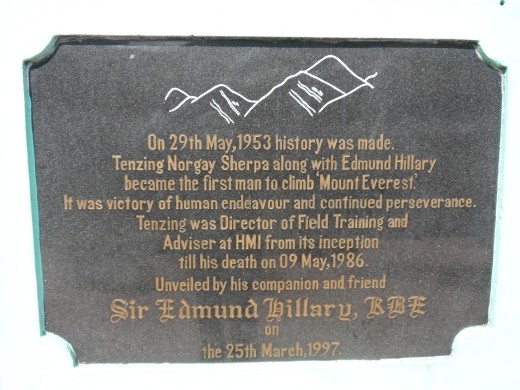 On 29th May,1953 history was made.
Tenzing Norgay Sherpa along with Edmund Hillary
became the first man to climb 'Mount Everest.'
It was victory of human endeavour and continued perseverance.
Tenzing was Director of Field Training and
Adviser at HMI from its inception
till his death on 09 May,1986.
Unveiled by his companion and friend
Sir Edmund Hillary, KBE
on
the 25th March,1997.